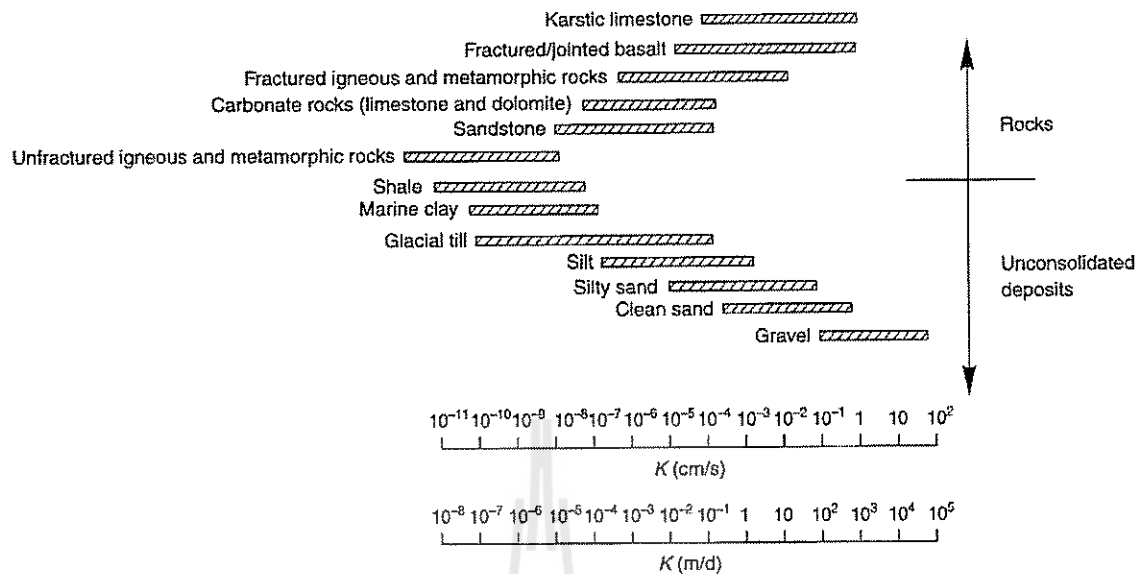 Karstic limestone
Fractured/jointed basalt
Fractured igneous and metamorphic rocks
Carbonate rocks (limestone and dolomite)
Sandstone
Unfractured igneous and metamorphic rocks
Rocks
Shale
Marine clay
Glacial till
Silt
Silty sand
Clean sand
Gravel
Unconsolidated
deposits
10⁻¹¹ 10⁻¹⁰ 10⁻⁹ 10⁻⁸ 10⁻⁷ 10⁻⁶ 10⁻⁵ 10⁻⁴ 10⁻³ 10⁻² 10⁻¹ 1 10 10²
K (cm/s)
10⁻⁸ 10⁻⁷ 10⁻⁶ 10⁻⁵ 10⁻⁴ 10⁻³ 10⁻² 10⁻¹ 1 10 10² 10³ 10⁴ 10⁵
K (m/d)